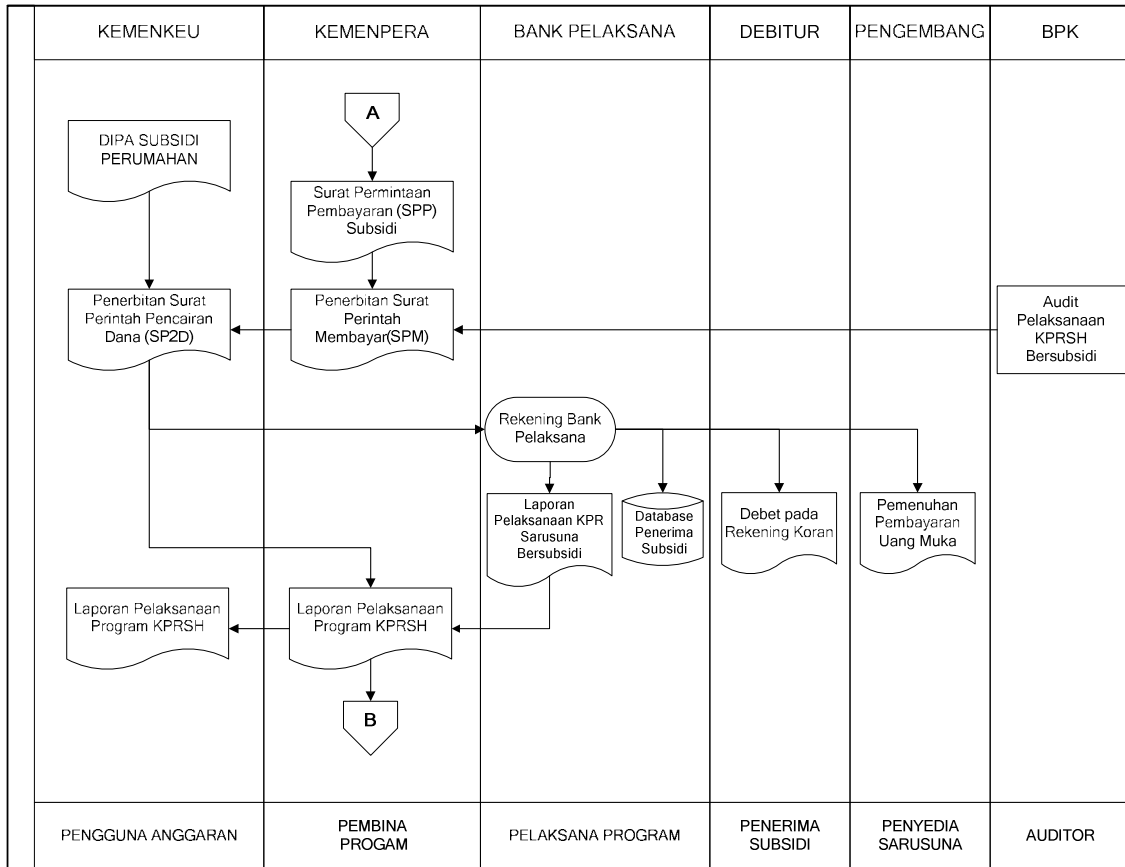 KEMENKEU
KEMENPERA
BANK PELAKSANA
DEBITUR
PENGEMBANG
BPK
A
DIPA SUBSIDI
PERUMAHAN
Surat Permintaan
Pembayaran (SPP)
Subsidi
Penerbitan Surat
Perintah Pencairan
Dana (SP2D)
Penerbitan Surat
Perintah
Membayar(SPM)
Audit
Pelaksanaan
KPRSH
Bersubsidi
Rekening Bank
Pelaksana
Laporan
Pelaksanaan KPR
Sarusuna
Bersubsidi
Database
Penerima
Subsidi
Debet pada
Rekening Koran
Pemenuhan
Pembayaran
Uang Muka
Laporan Pelaksanaan
Program KPRSH
Laporan Pelaksanaan
Program KPRSH
B
PENGGUNA ANGGARAN
PEMBINA
PROGAM
PELAKSANA PROGRAM
PENERIMA
SUBSIDI
PENYEDIA
SARUSUNA
AUDITOR